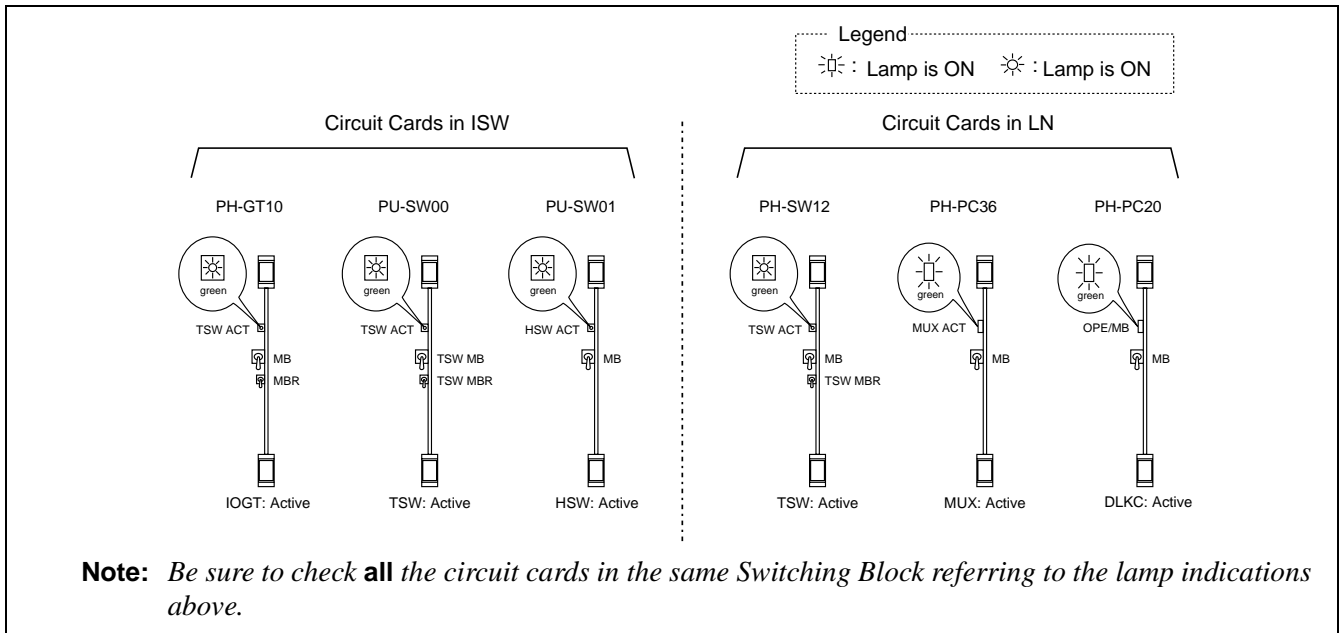 Legend
: Lamp is ON : Lamp is ON
Circuit Cards in ISW
Circuit Cards in LN
PH-GT10
PU-SW00
PU-SW01
PH-SW12
PH-PC36
PH-PC20
green
green
green
green
green
green
TSW ACT
TSW ACT
HSW ACT
TSW ACT
MUX ACT
OPE/MB
MB
TSW MB
MB
MB
MB
MB
MBR
TSW MBR
TSW MBR
IOGT: Active
TSW: Active
HSW: Active
TSW: Active
MUX: Active
DLKC: Active
Note: Be sure to check all the circuit cards in the same Switching Block referring to the lamp indications
above.